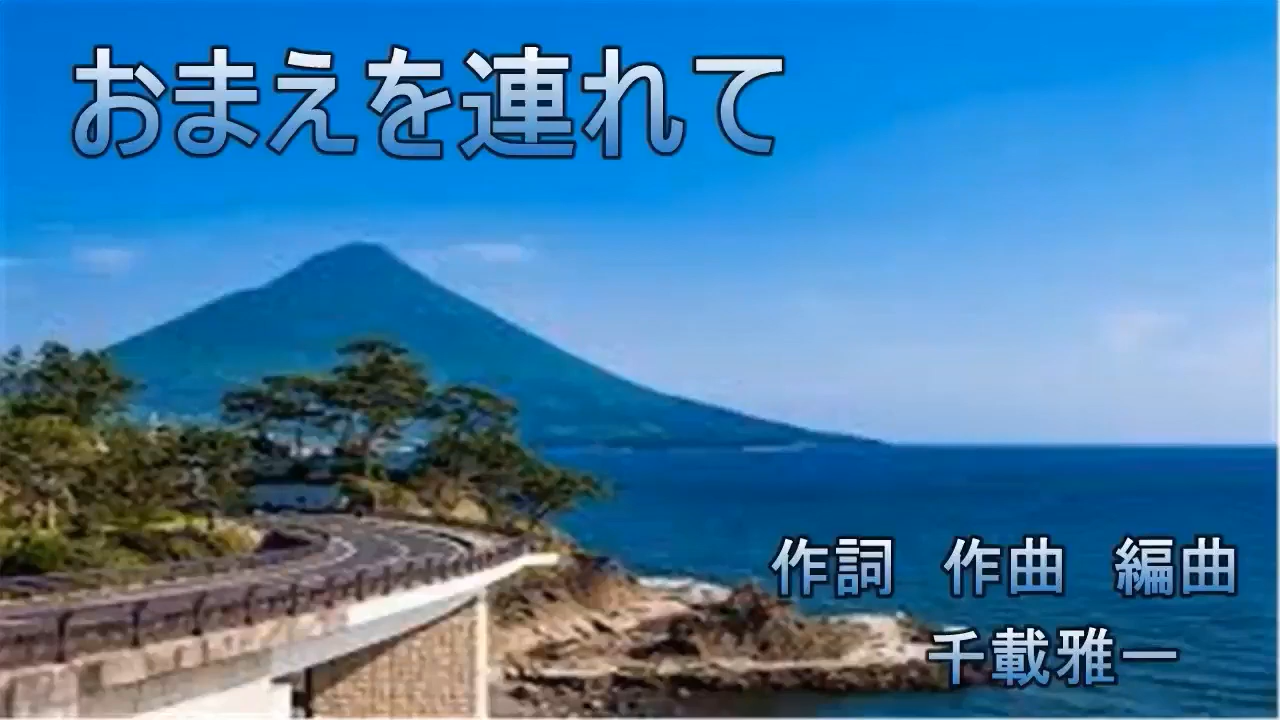 おまえを連れて
作詞　作曲　編曲
千載雅一